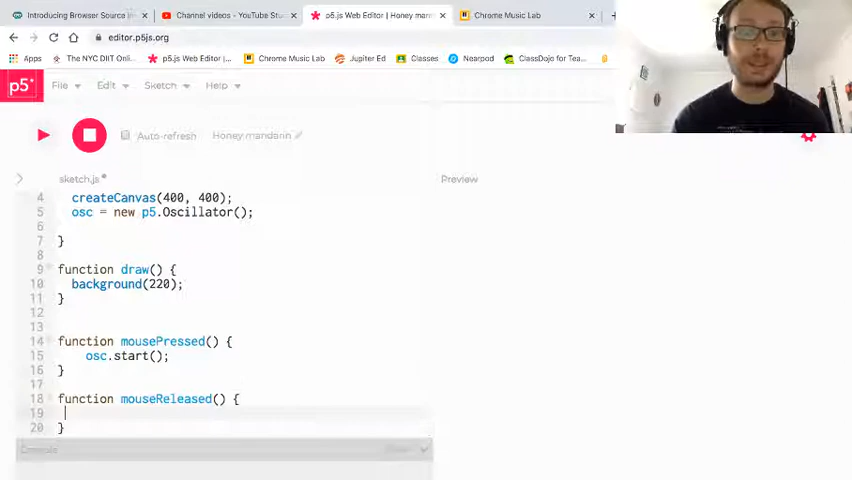 Introducing Browser Source in
Channel videos - YouTube Stu
p5.js Web Editor | Honey man
Chrome Music Lab
editor.p5js.org
Apps
The NYC DIIT Onli...
p5.js Web Editor |...
Chrome Music Lab
Jupiter Ed
Classes
Nearpod
ClassDojo for Tea...
p5*
File
Edit
Sketch
Help
Auto-refresh
Honey mandarin
sketch.js
Preview
4 createCanvas(400, 400);
5 osc = new p5.Oscillator();
6
7 }
8
9 function draw() {
10 background(220);
11 }
12
13
14 function mousePressed() {
15 osc.start();
16 }
17
18 function mouseReleased() {
19
20 }
Console